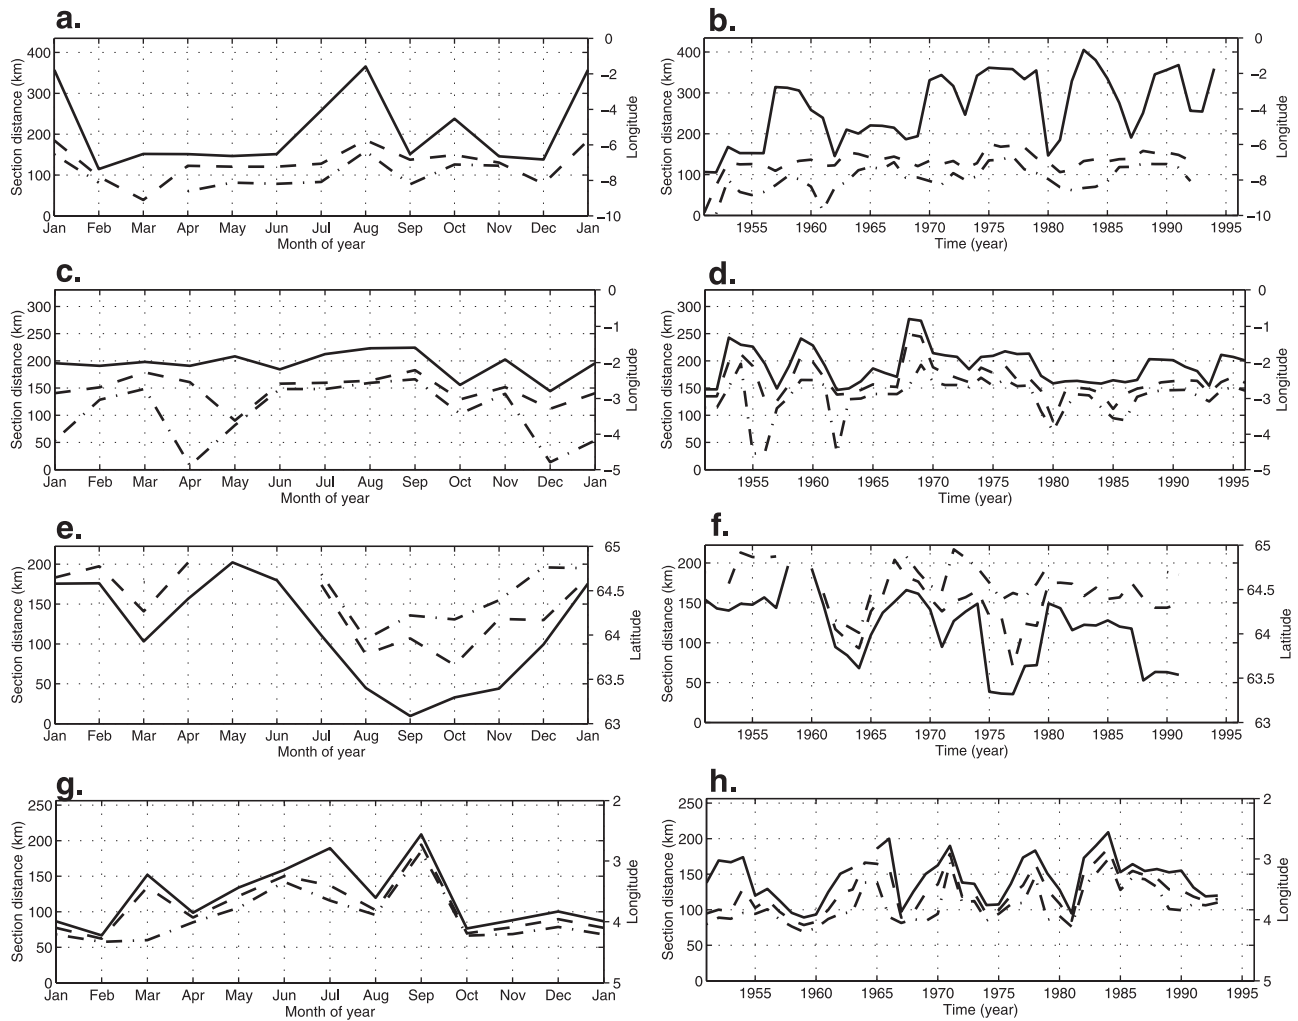 a.
400
300
200
100
0
Section distance (km)
0
−2
−4
−6
−8
−10
Longitude
Jan Feb Mar Apr May Jun Jul Aug Sep Oct Nov Dec Jan
Month of year
b.
400
300
200
100
0
Section distance (km)
0
−2
−4
−6
−8
−10
Longitude
1955 1960 1965 1970 1975 1980 1985 1990 1995
Time (year)
c.
300
250
200
150
100
50
0
Section distance (km)
0
−1
−2
−3
−4
−5
Longitude
Jan Feb Mar Apr May Jun Jul Aug Sep Oct Nov Dec Jan
Month of year
d.
300
250
200
150
100
50
0
Section distance (km)
0
−1
−2
−3
−4
−5
Longitude
1955 1960 1965 1970 1975 1980 1985 1990 1995
Time (year)
e.
200
150
100
50
0
Section distance (km)
65
64.5
64
63.5
63
Latitude
Jan Feb Mar Apr May Jun Jul Aug Sep Oct Nov Dec Jan
Month of year
f.
200
150
100
50
0
Section distance (km)
65
64.5
64
63.5
63
Latitude
1955 1960 1965 1970 1975 1980 1985 1990 1995
Time (year)
g.
250
200
150
100
50
0
Section distance (km)
2
3
4
5
Longitude
Jan Feb Mar Apr May Jun Jul Aug Sep Oct Nov Dec Jan
Month of year
h.
250
200
150
100
50
0
Section distance (km)
2
3
4
5
Longitude
1955 1960 1965 1970 1975 1980 1985 1990 1995
Time (year)